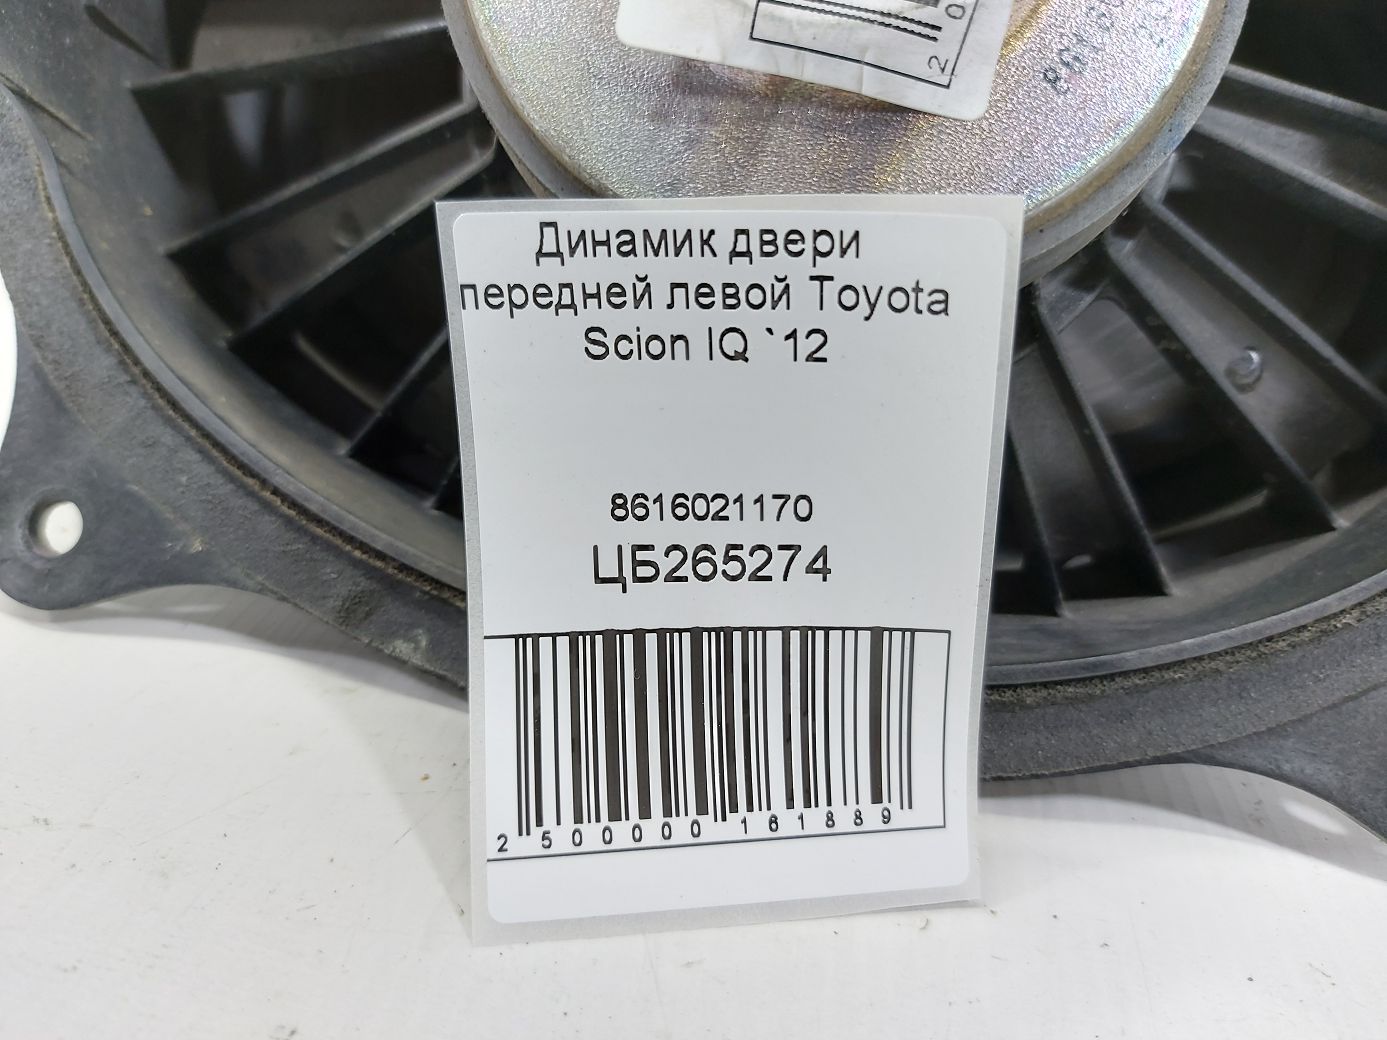 Динамик двери
передней левой Toyota
Scion IQ `12
8616021170
ЦБ265274
2 500000 161889